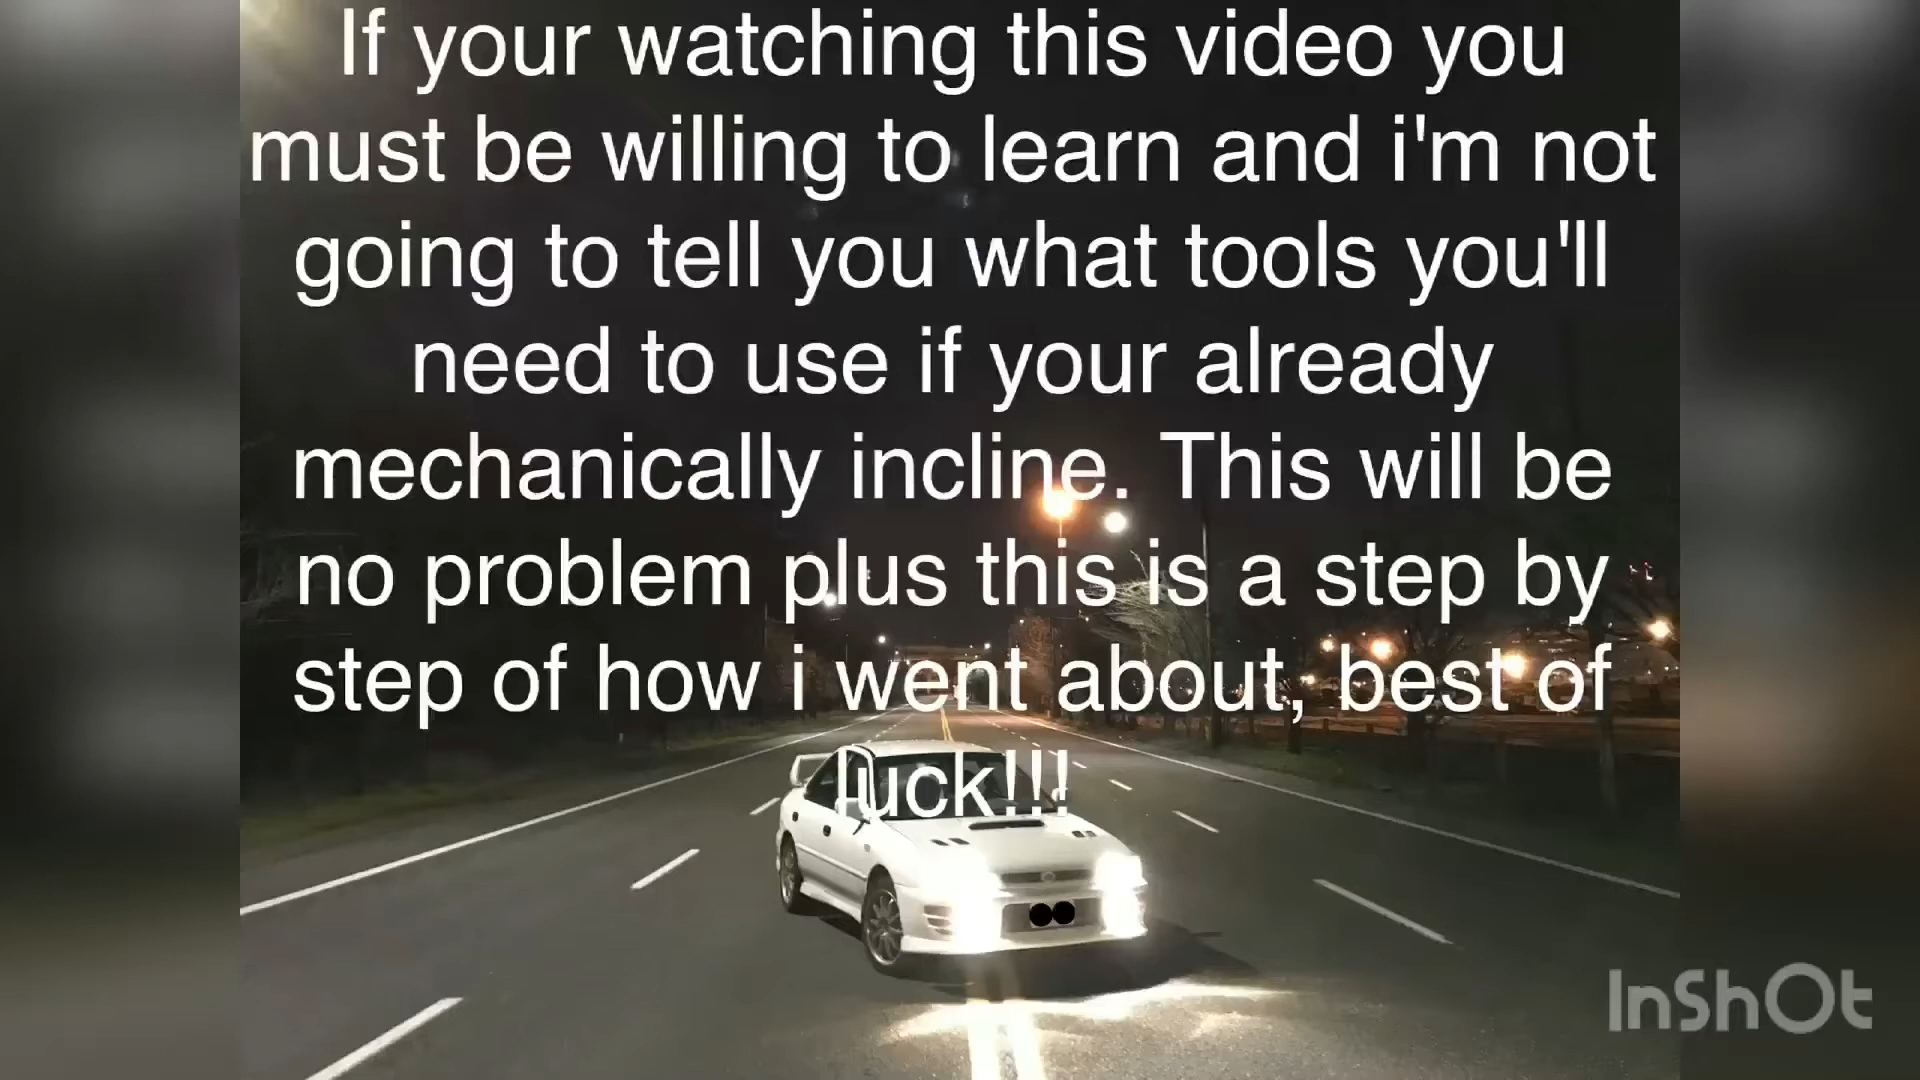 If your watching this video you
must be willing to learn and i'm not
going to tell you what tools you'll
need to use if your already
mechanically incline. This will be
no problem plus this is a step by
step of how i went about, best of
luck!!!
InShOt